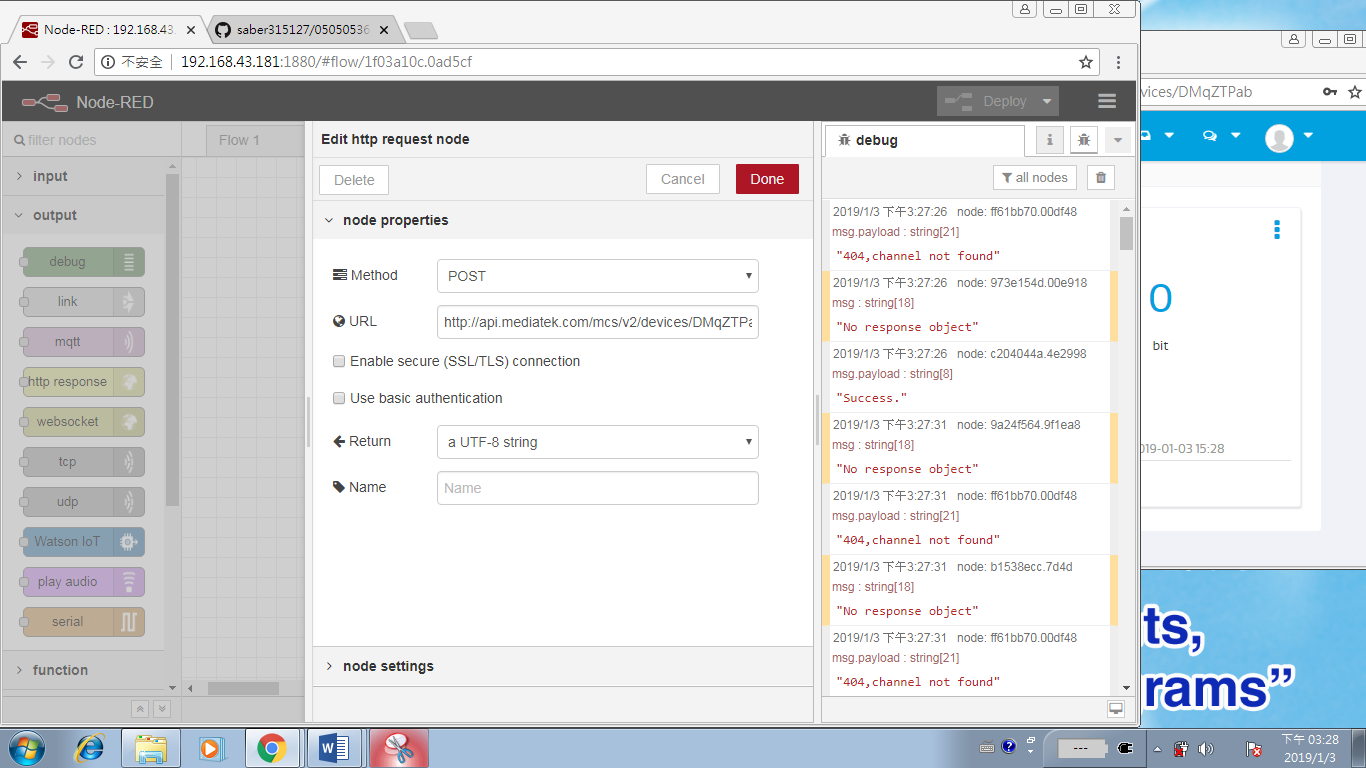 Node-RED : 192.168.43.
saber315127/05050536
不安全
192.168.43.181:1880/#flow/1f03a10c.0ad5cf
vices/DMqZTPab
Node-RED
Deploy
filter nodes
Flow 1
input
output
debug
link
mqtt
http response
websocket
tcp
udp
Watson IoT
play audio
serial
function
Edit http request node
Delete
Cancel
Done
node properties
Method
POST
URL
http://api.mediatek.com/mcs/v2/devices/DMqZTPa
Enable secure (SSL/TLS) connection
Use basic authentication
Return
a UTF-8 string
Name
Name
node settings
debug
i
all nodes
2019/1/3 下午3:27:26 node: ff61bb70.00df48
msg.payload : string[21]
"404,channel not found"
2019/1/3 下午3:27:26 node: 973e154d.00e918
msg : string[18]
"No response object"
2019/1/3 下午3:27:26 node: c204044a.4e2998
msg.payload : string[8]
"Success."
2019/1/3 下午3:27:31 node: 9a24f564.9f1ea8
msg : string[18]
"No response object"
2019/1/3 下午3:27:31 node: ff61bb70.00df48
msg.payload : string[21]
"404,channel not found"
2019/1/3 下午3:27:31 node: b1538ecc.7d4d
msg : string[18]
"No response object"
2019/1/3 下午3:27:31 node: ff61bb70.00df48
msg.payload : string[21]
"404,channel not found"
0
bit
019-01-03 15:28
ts,
rams”
---
下午 03:28
2019/1/3